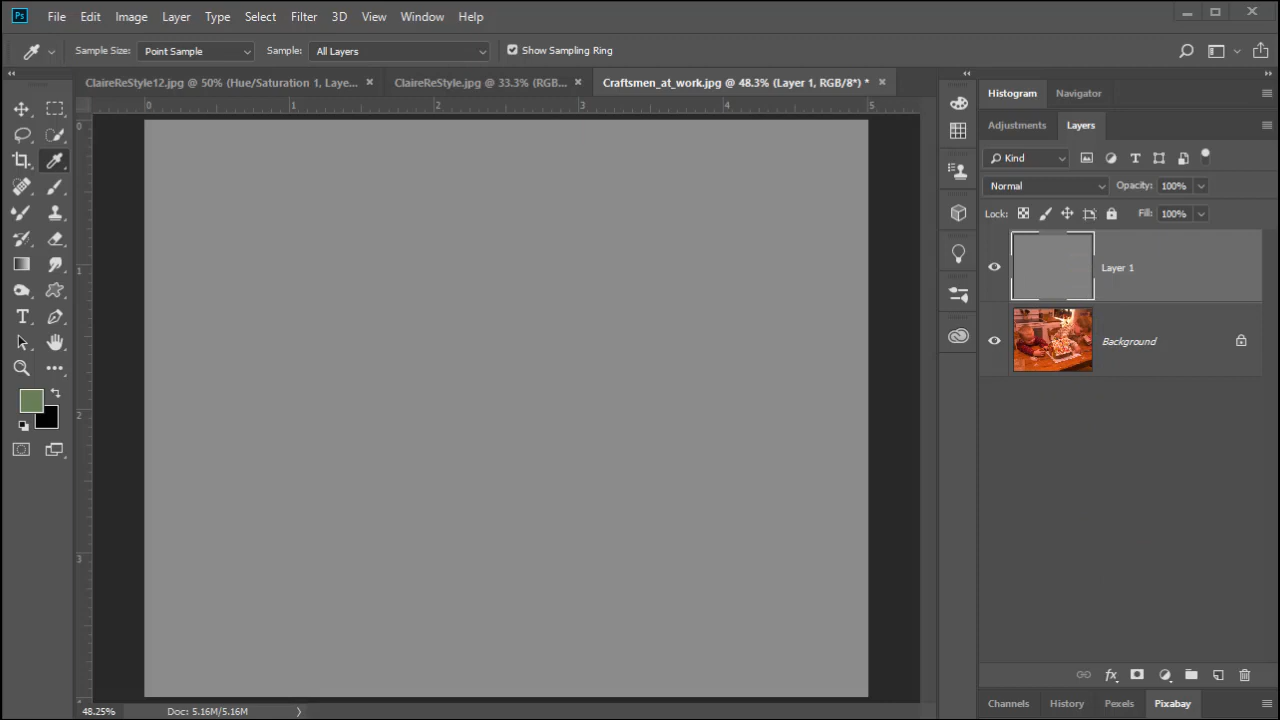 Ps File Edit Image Layer Type Select Filter 3D View Window Help
Sample Size: Point Sample Sample: All Layers Show Sampling Ring
ClaireReStyle12.jpg @ 50% (Hue/Saturation 1, Laye... ClaireReStyle.jpg @ 33.3% (RGB... Craftsmen_at_work.jpg @ 48.3% (Layer 1, RGB/8*) *
Histogram Navigator
0 1 2 3 4 5
0
Adjustments Layers
Kind
Normal Opacity: 100%
Lock: Fill: 100%
Layer 1
1
Background
2
3
48.25% Doc: 5.16M/5.16M
Channels History Pexels Pixabay